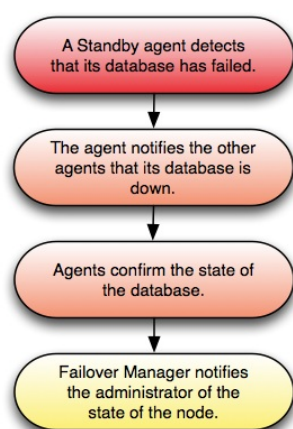 A Standby agent detects
that its database has failed.
The agent notifies the other
agents that its database is
down.
Agents confirm the state of
the database.
Failover Manager notifies
the administrator of the
state of the node.